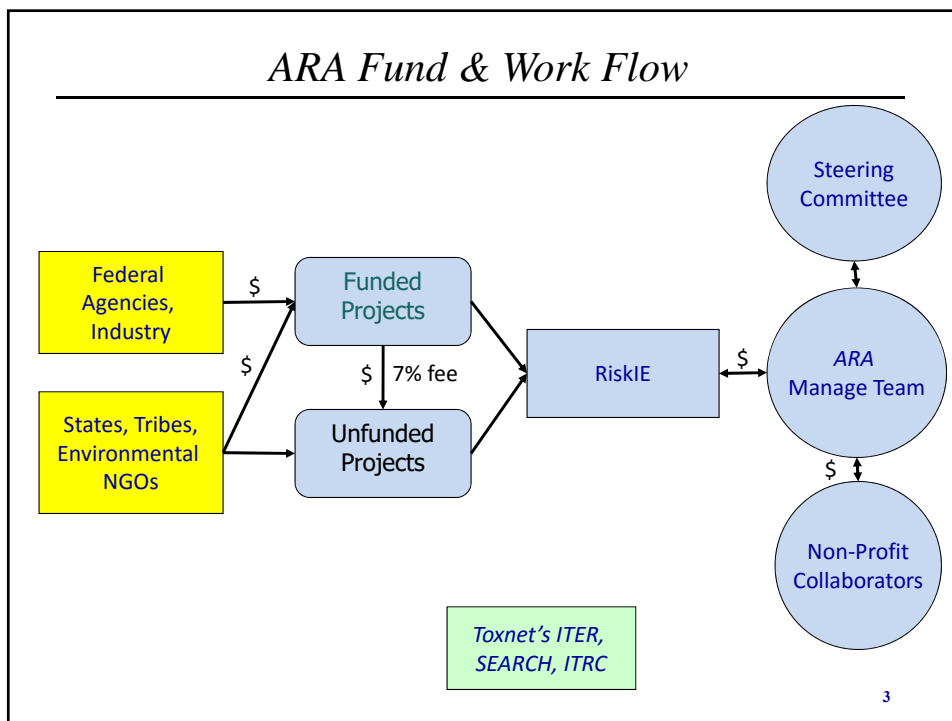 ARA Fund & Work Flow
Steering
Committee
Federal
Agencies,
Industry
$
Funded
Projects
$
$ 7% fee
RiskIE
$
ARA
Manage Team
States, Tribes,
Environmental
NGOs
Unfunded
Projects
$
Non-Profit
Collaborators
Toxnet's ITER,
SEARCH, ITRC
3